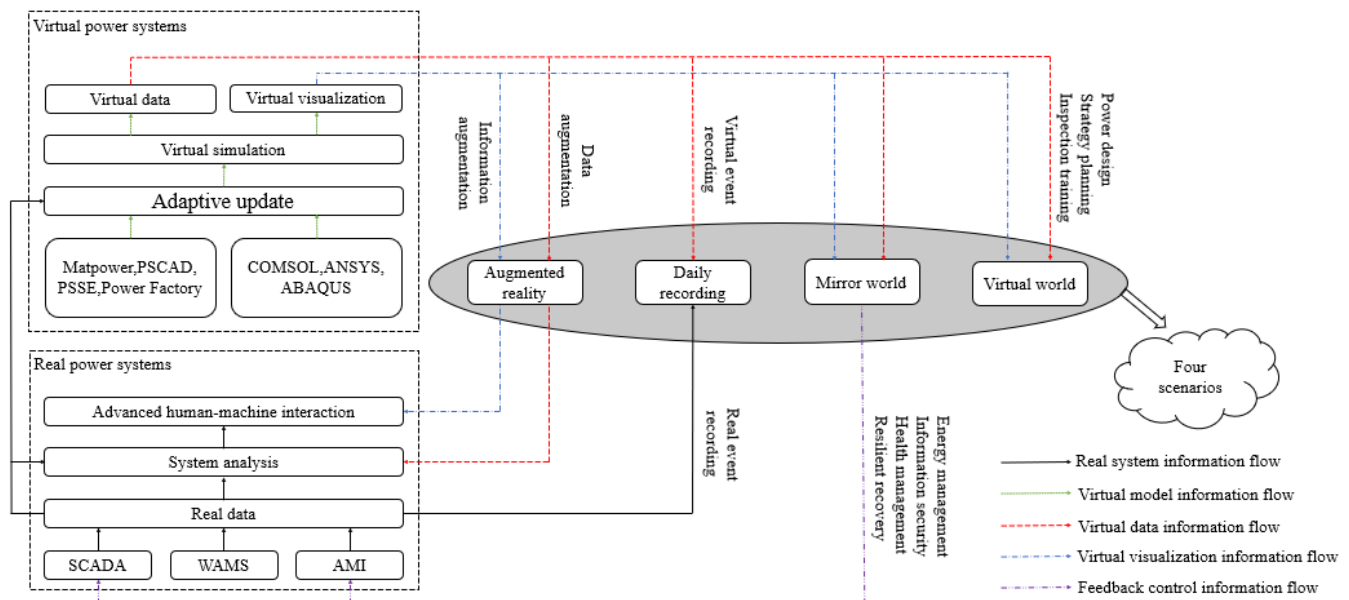 Virtual power systems
Virtual data
Virtual visualization
Virtual simulation
Adaptive update
Matpower,PSCAD,
PSSE,Power Factory
COMSOL,ANSYS,
ABAQUS
Information
augmentation
Data
augmentation
Virtual event
recording
Power design
Strategy planning
Inspection training
Augmented
reality
Daily
recording
Mirror world
Virtual world
Four
scenarios
Real power systems
Advanced human-machine interaction
System analysis
Real data
SCADA
WAMS
AMI
Real event
recording
Energy management
Information security
Health management
Resilient recovery
Real system information flow
Virtual model information flow
Virtual data information flow
Virtual visualization information flow
Feedback control information flow